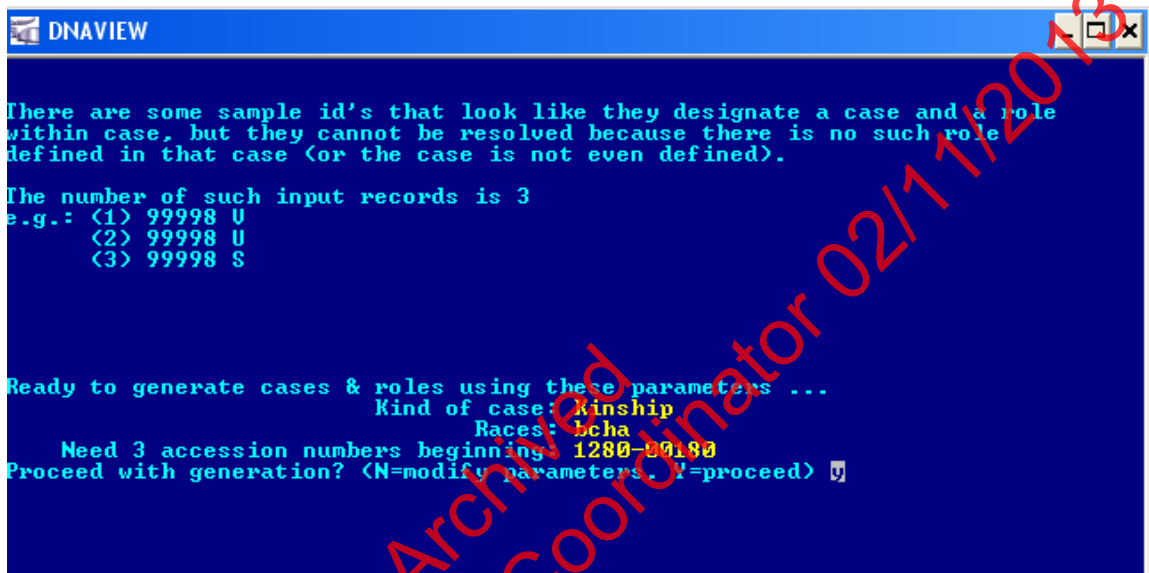 DNAVIEW
There are some sample id's that look like they designate a case and a role
within case, but they cannot be resolved because there is no such role
defined in that case (or the case is not even defined).
The number of such input records is 3
e.g.: (1) 99998 V
(2) 99998 U
(3) 99998 S
Ready to generate cases & roles using these parameters ...
Kind of case: Kinship
Races: bcha
Need 3 accession numbers beginning: 1280-00180
Proceed with generation? (N=modify parameters. Y=proceed) y
Archived
Coordinator 02/11/2013